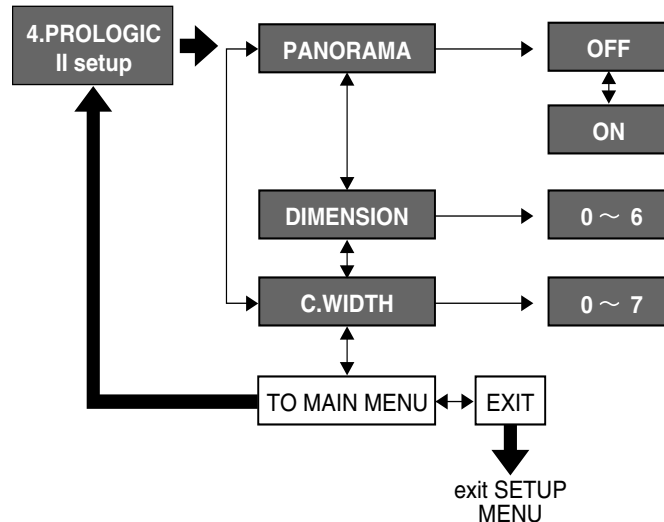 4.PROLOGIC
II setup
PANORAMA
OFF
ON
DIMENSION
0 ~ 6
C.WIDTH
0 ~ 7
TO MAIN MENU
EXIT
exit SETUP
MENU